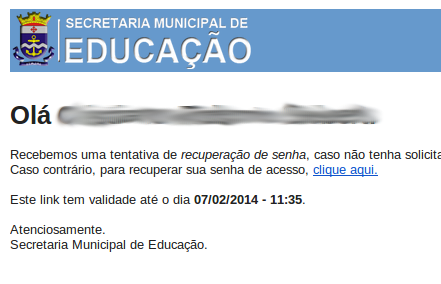 SECRETARIA MUNICIPAL DE
EDUCAÇÃO
Olá
Recebemos uma tentativa de recuperação de senha, caso não tenha
Caso contrário, para recuperar sua senha de acesso, clique aqui.
Este link tem validade até o dia 07/02/2014 - 11:35.
Atenciosamente.
Secretaria Municipal de Educação.